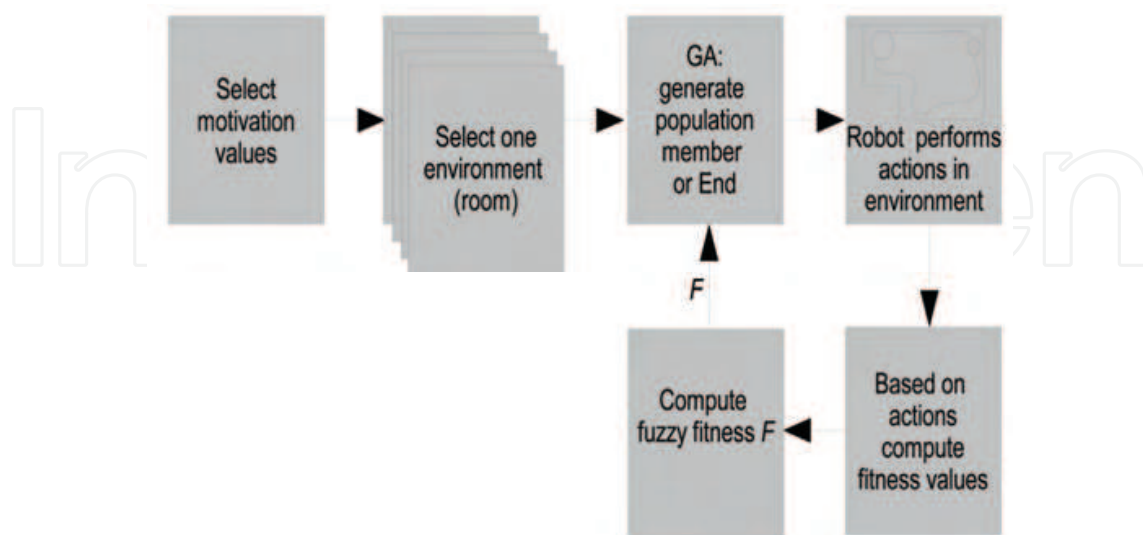 Select
motivation
values
Select one
environment
(room)
GA:
generate
population
member
or End
Robot performs
actions in
environment
F
Compute
fuzzy fitness F
Based on
actions
compute
fitness values